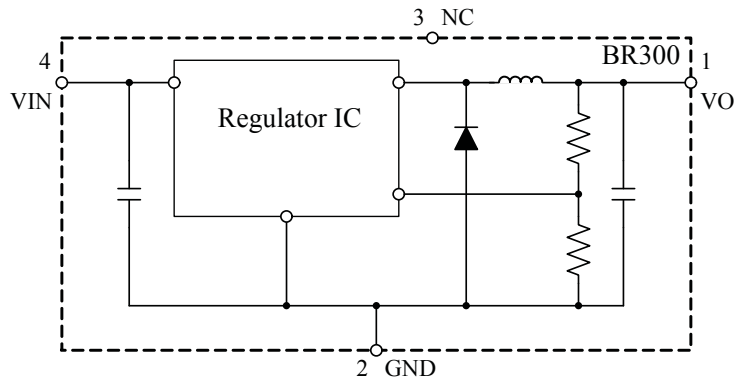 3 NC
BR300
4
1
VIN
VO
Regulator IC
2 GND